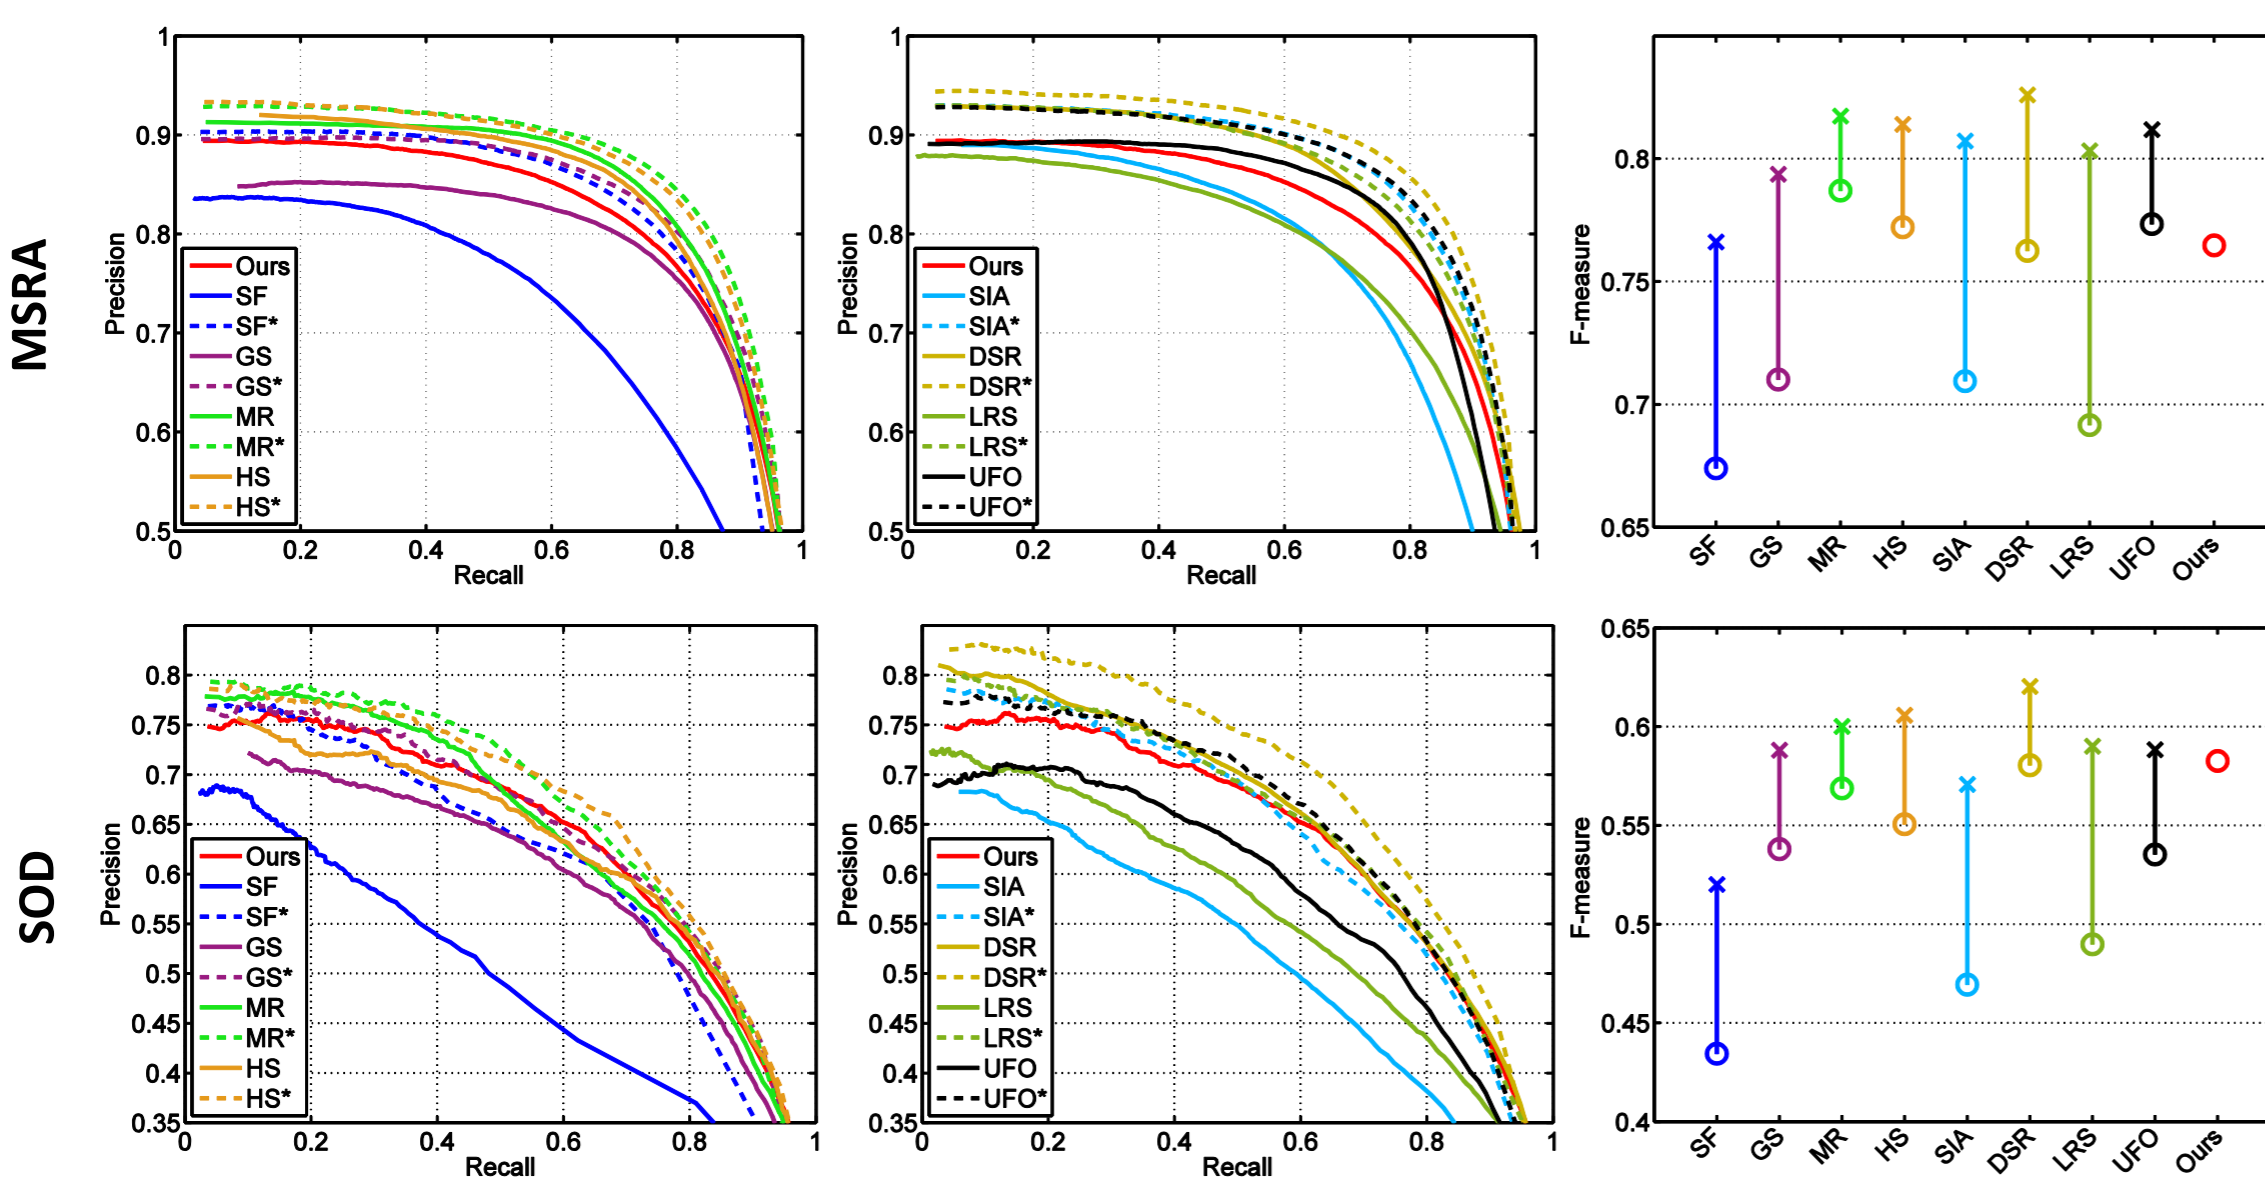 MSRA
Precision
1
0.9
0.8
0.7
0.6
0.5
Ours
SF
SF*
GS
GS*
MR
MR*
HS
HS*
0 0.2 0.4 0.6 0.8 1
Recall
Precision
1
0.9
0.8
0.7
0.6
0.5
Ours
SIA
SIA*
DSR
DSR*
LRS
LRS*
UFO
UFO*
0 0.2 0.4 0.6 0.8 1
Recall
F-measure
0.8
0.75
0.7
0.65
SF GS MR HS SIA DSR LRS UFO Ours
SOD
Precision
0.8
0.75
0.7
0.65
0.6
0.55
0.5
0.45
0.4
0.35
Ours
SF
SF*
GS
GS*
MR
MR*
HS
HS*
0 0.2 0.4 0.6 0.8 1
Recall
Precision
0.8
0.75
0.7
0.65
0.6
0.55
0.5
0.45
0.4
0.35
Ours
SIA
SIA*
DSR
DSR*
LRS
LRS*
UFO
UFO*
0 0.2 0.4 0.6 0.8 1
Recall
F-measure
0.65
0.6
0.55
0.5
0.45
0.4
SF GS MR HS SIA DSR LRS UFO Ours